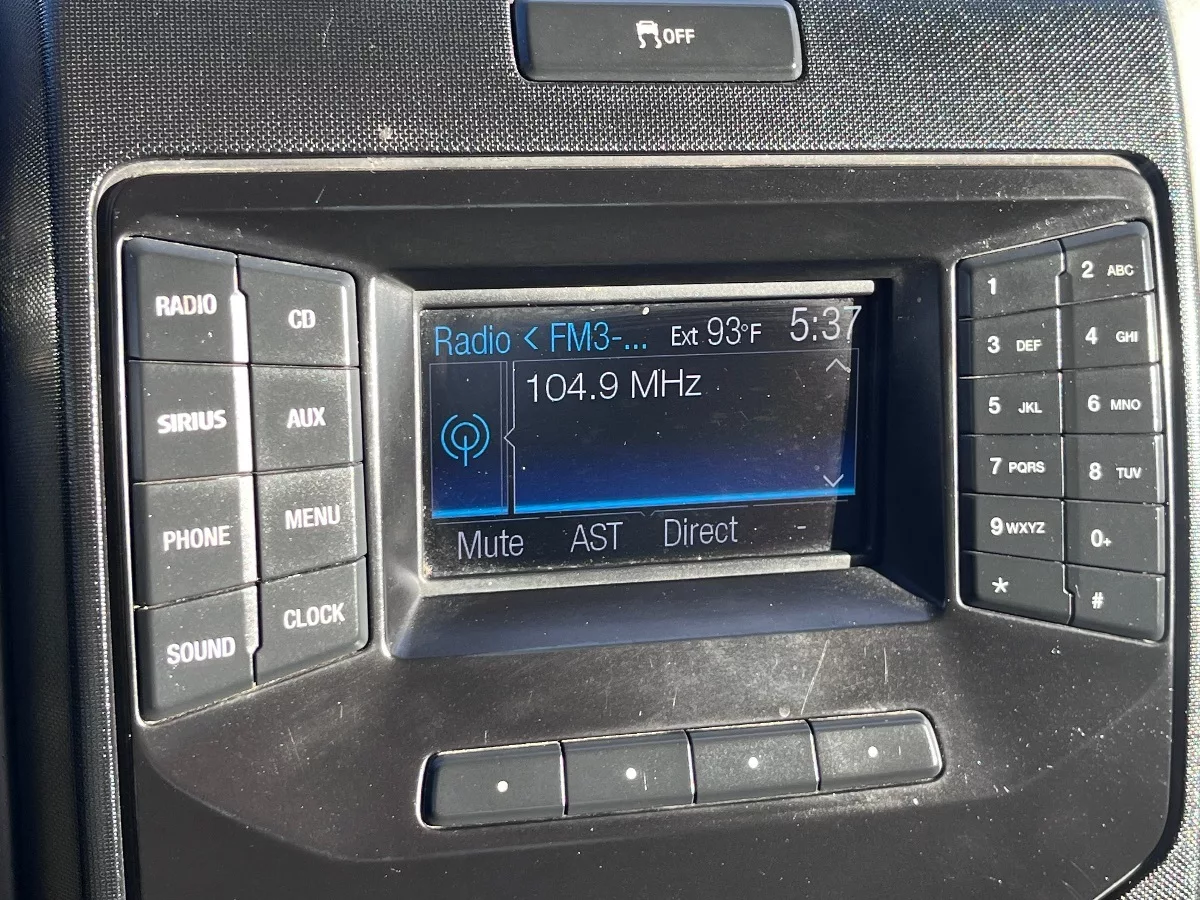 OFF
Radio < FM3-... Ext 93°F 5:37
104.9 MHz
Mute AST Direct -
RADIO CD
SIRIUS AUX
PHONE MENU
SOUND CLOCK
1 2 ABC
3 DEF 4 GHI
5 JKL 6 MNO
7 PQRS 8 TUV
9 WXYZ 0+
* #